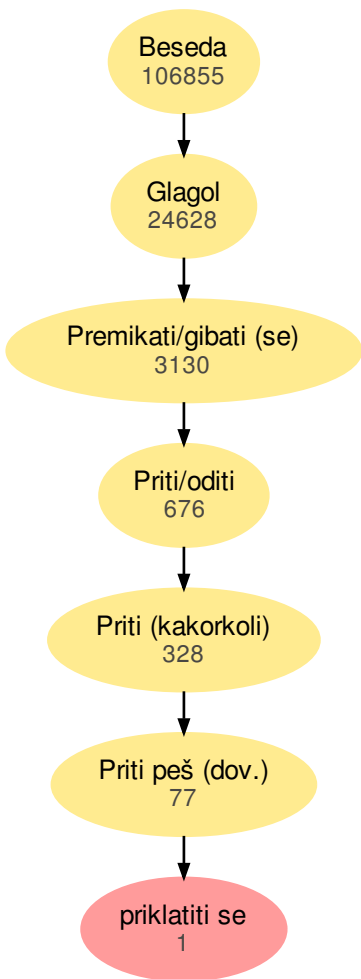 Beseda
106855
Glagol
24628
Premikati/gibati (se)
3130
Priti/oditi
676
Priti (kakorkoli)
328
Priti peš (dov.)
77
priklatiti se
1